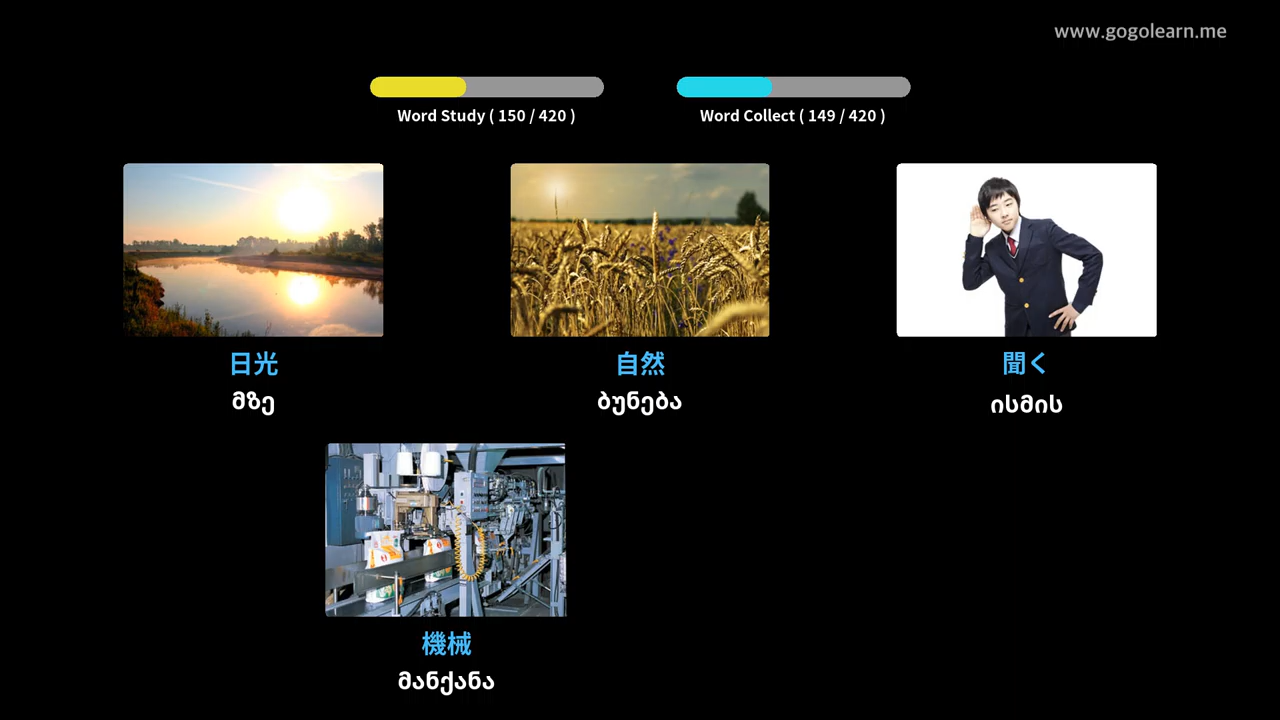 www.gogolearn.me
Word Study ( 150 / 420 )
Word Collect ( 149 / 420 )
日光
მზე
自然
ბუნება
聞く
ისმის
機械
მანქანა